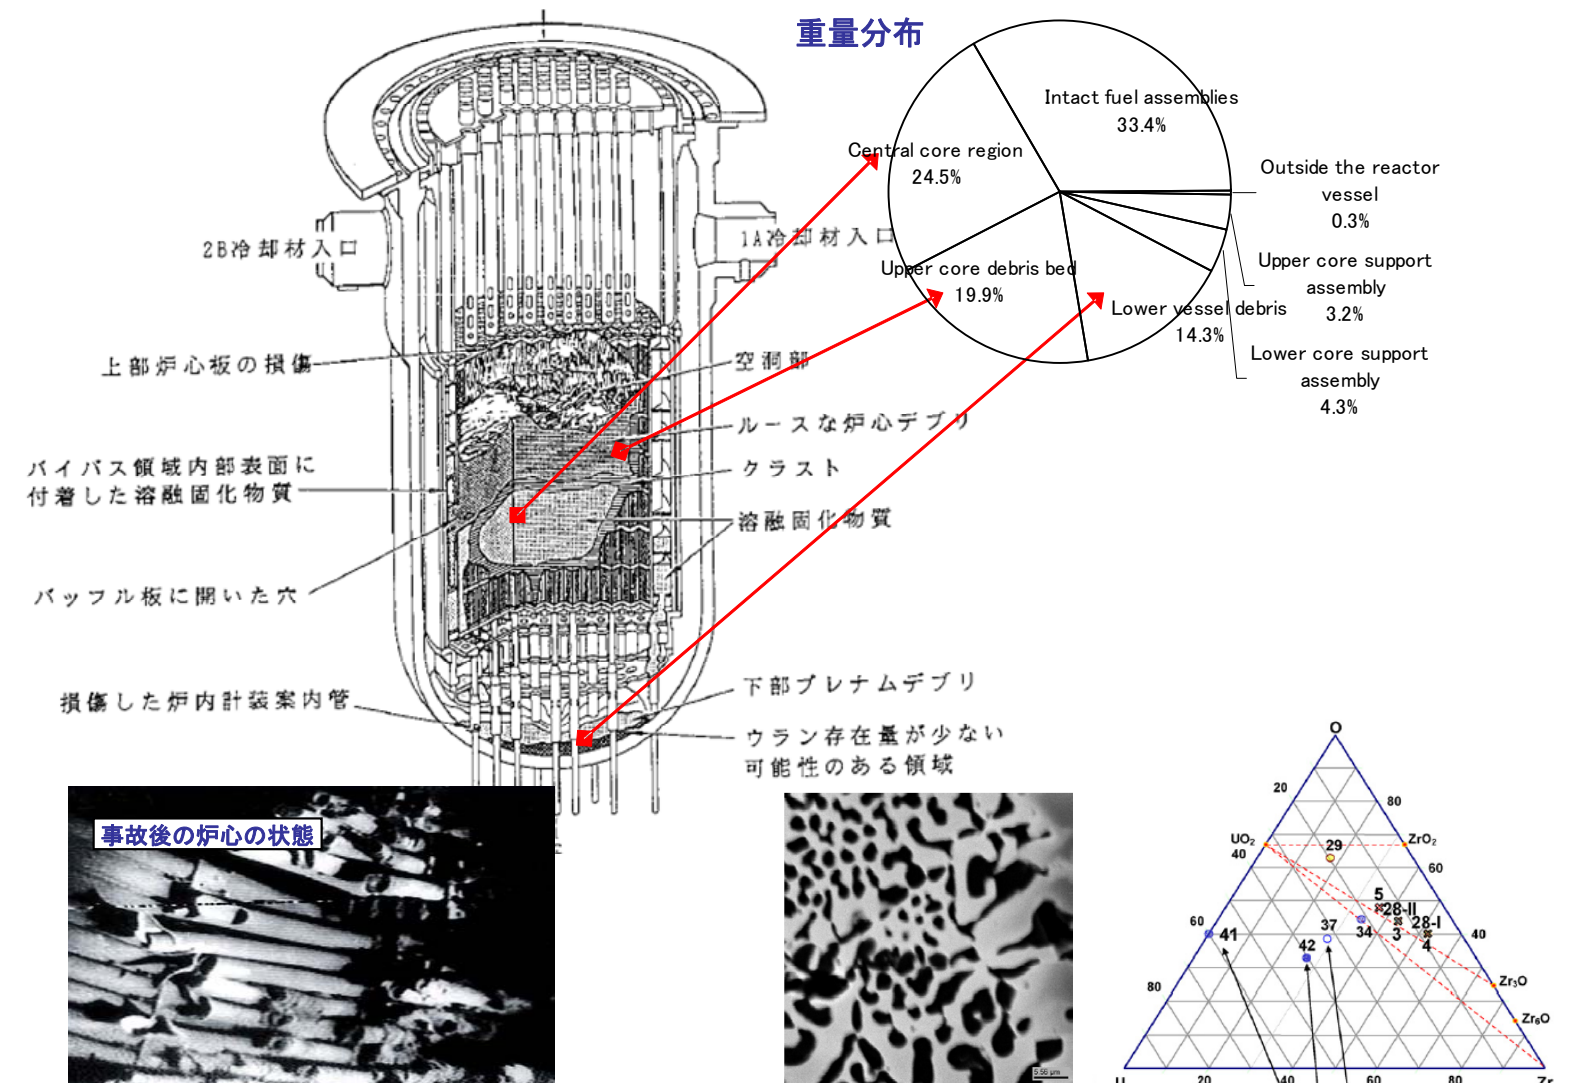 重量分布
Intact fuel assemblies
33.4%
Central core region
24.5%
Outside the reactor
vessel
0.3%
2B冷却材入口
1A冷却材入口
Upper core debris bed
19.9%
Upper core support
assembly
3.2%
Lower vessel debris
14.3%
Lower core support
assembly
4.3%
上部炉心板の損傷
空洞部
ルースな炉心デブリ
バイパス領域内部表面に
付着した溶融固化物質
クラスト
溶融固化物質
バッフル板に開いた穴
損傷した炉内計装案内管
下部プレナムデブリ
ウラン存在量が少ない
可能性のある領域
事故後の炉心の状態
5.56 μm
O
20
80
UO₂
ZrO₂
40
29
60
5
28-II
60
41
37
34
3
28-I
4
40
42
80
Zr₃O
Zr₆O
U
20
40
60
80
Zr